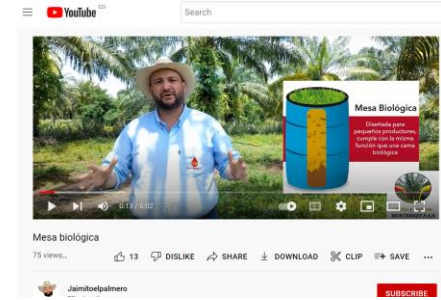 YouTube CO
Search
Mesa Biológica
Diseñada para
pequeños productores,
cumple con la misma
función que una cama
biológica
0:13 / 6:02
Mesa biológica
75 views...
13
DISLIKE
SHARE
DOWNLOAD
CLIP
SAVE
Jaimitoelpalmero
SUBSCRIBE